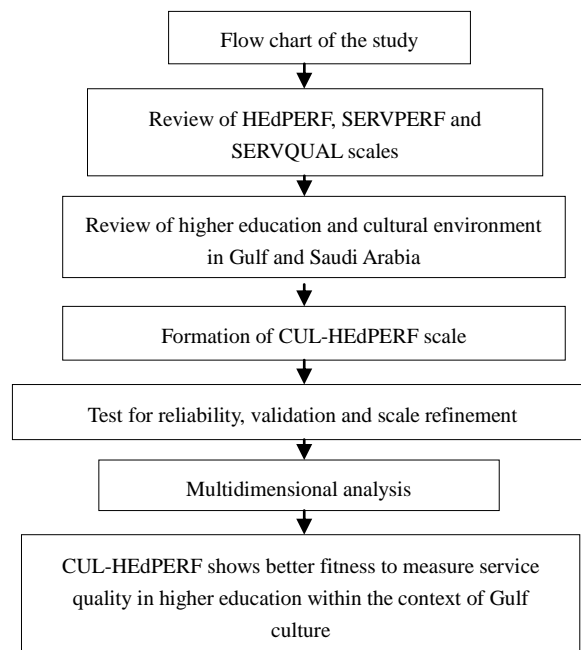 Flow chart of the study
Review of HEdPERF, SERVPERF and
SERVQUAL scales
Review of higher education and cultural environment
in Gulf and Saudi Arabia
Formation of CUL-HEdPERF scale
Test for reliability, validation and scale refinement
Multidimensional analysis
CUL-HEdPERF shows better fitness to measure service
quality in higher education within the context of Gulf
culture